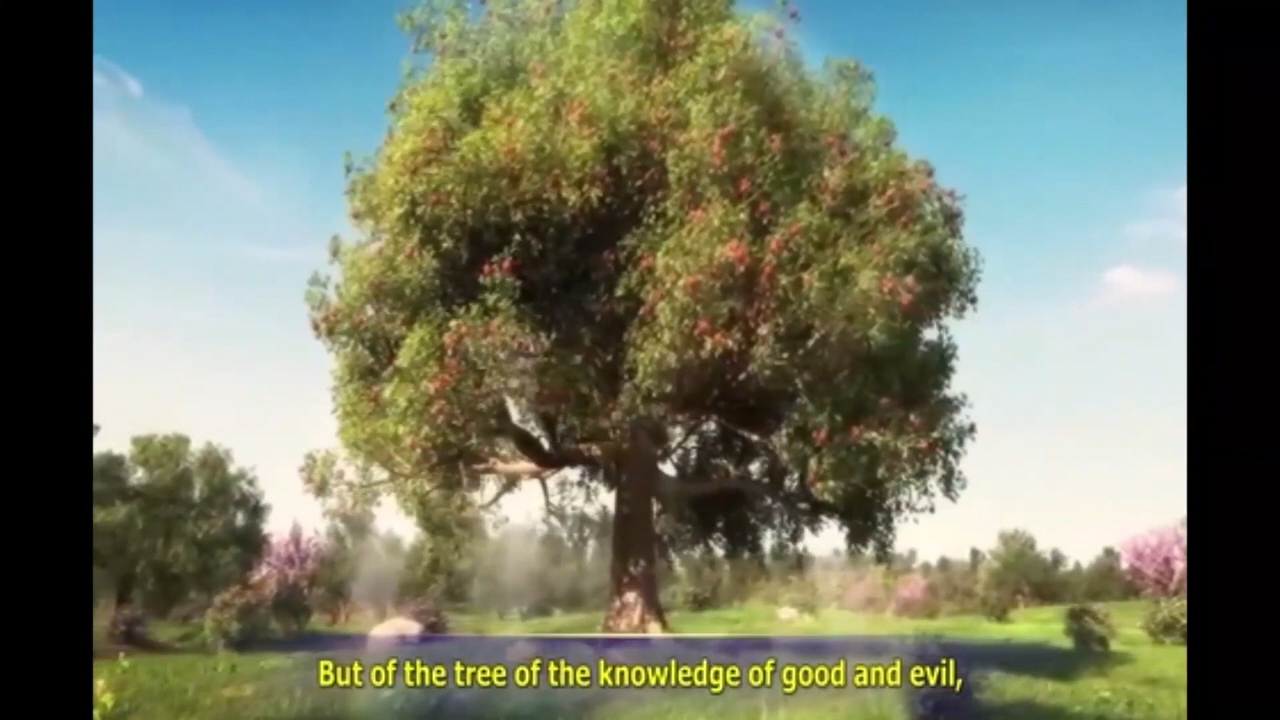 But of the tree of the knowledge of good and evil,